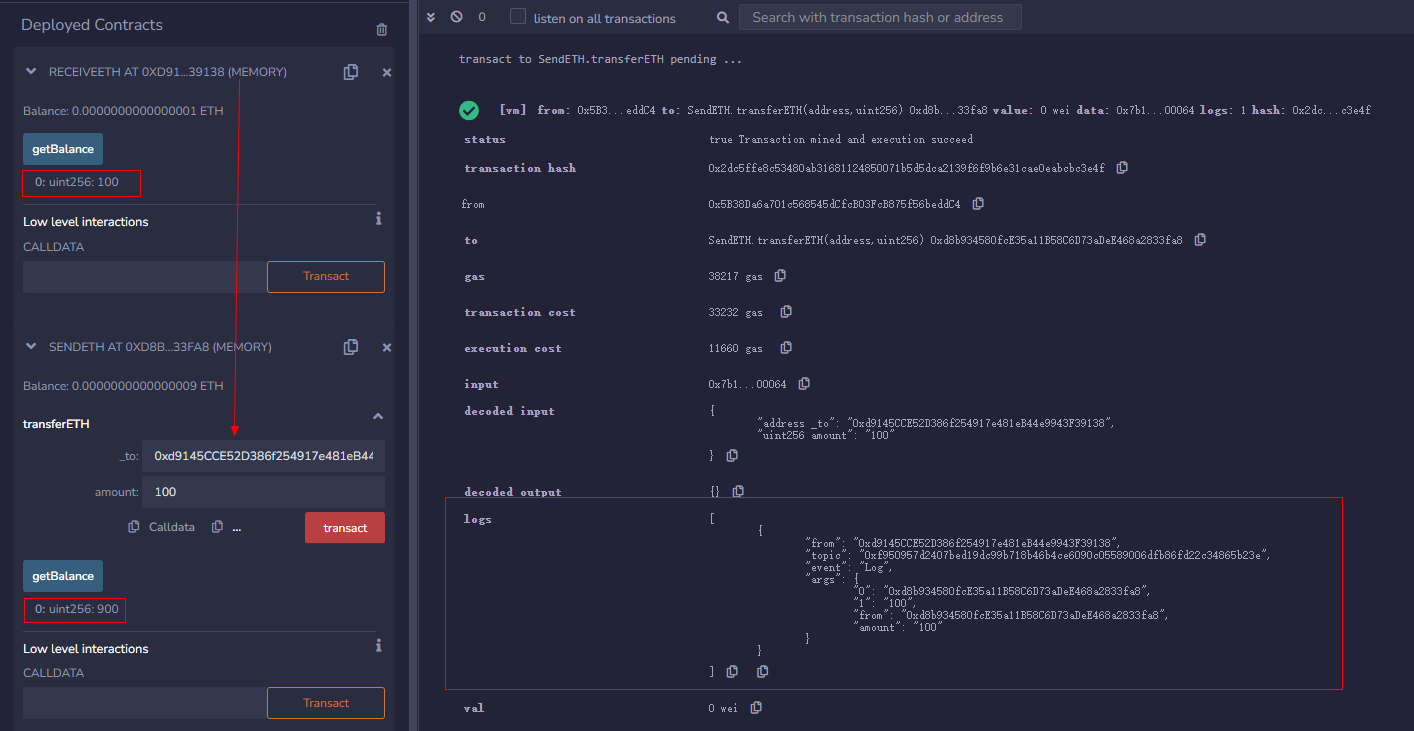 Deployed Contracts
RECEIVEETH AT 0XD91...39138 (MEMORY)
Balance: 0.0000000000000001 ETH
getBalance
0: uint256: 100
Low level interactions
CALLDATA
Transact
SENDETH AT 0XD8B...33FA8 (MEMORY)
Balance: 0.0000000000000009 ETH
transferETH
_to: 0xd9145CCE52D386f254917e481eB44
amount: 100
Calldata ...
transact
getBalance
0: uint256: 900
Low level interactions
CALLDATA
Transact
0 listen on all transactions Search with transaction hash or address
transact to SendETH.transferETH pending ...
[vm] from: 0x5B3...eddC4 to: SendETH.transferETH(address,uint256) 0xd8b...33fa8 value: 0 wei data: 0x7b1...00064 logs: 1 hash: 0x2dc...c3e4f
status true Transaction mined and execution succeed
transaction hash 0x2dc5ffe8c53480ab31681124850071b5d5dca2139f6f9b6e31cae0eabcbc3e4f
from 0x5B38Da6a701c568545dCfcB03FcB875f56beddC4
to SendETH.transferETH(address,uint256) 0xd8b934580fcE35a11B58C6D73aDeE468a2833fa8
gas 38217 gas
transaction cost 33232 gas
execution cost 11660 gas
input 0x7b1...00064
decoded input {
"address _to": "0xd9145CCE52D386f254917e481eB44e9943F39138",
"uint256 amount": "100"
}
decoded output {}
logs [
{
"from": "0xd9145CCE52D386f254917e481eB44e9943F39138",
"topic": "0xf950957d2407bed19dc99b718b46b4ce6090c05589006dfb86fd22c34865b23e",
"event": "Log",
"args": {
"0": "0xd8b934580fcE35a11B58C6D73aDeE468a2833fa8",
"1": "100",
"from": "0xd8b934580fcE35a11B58C6D73aDeE468a2833fa8",
"amount": "100"
}
}
]
val 0 wei